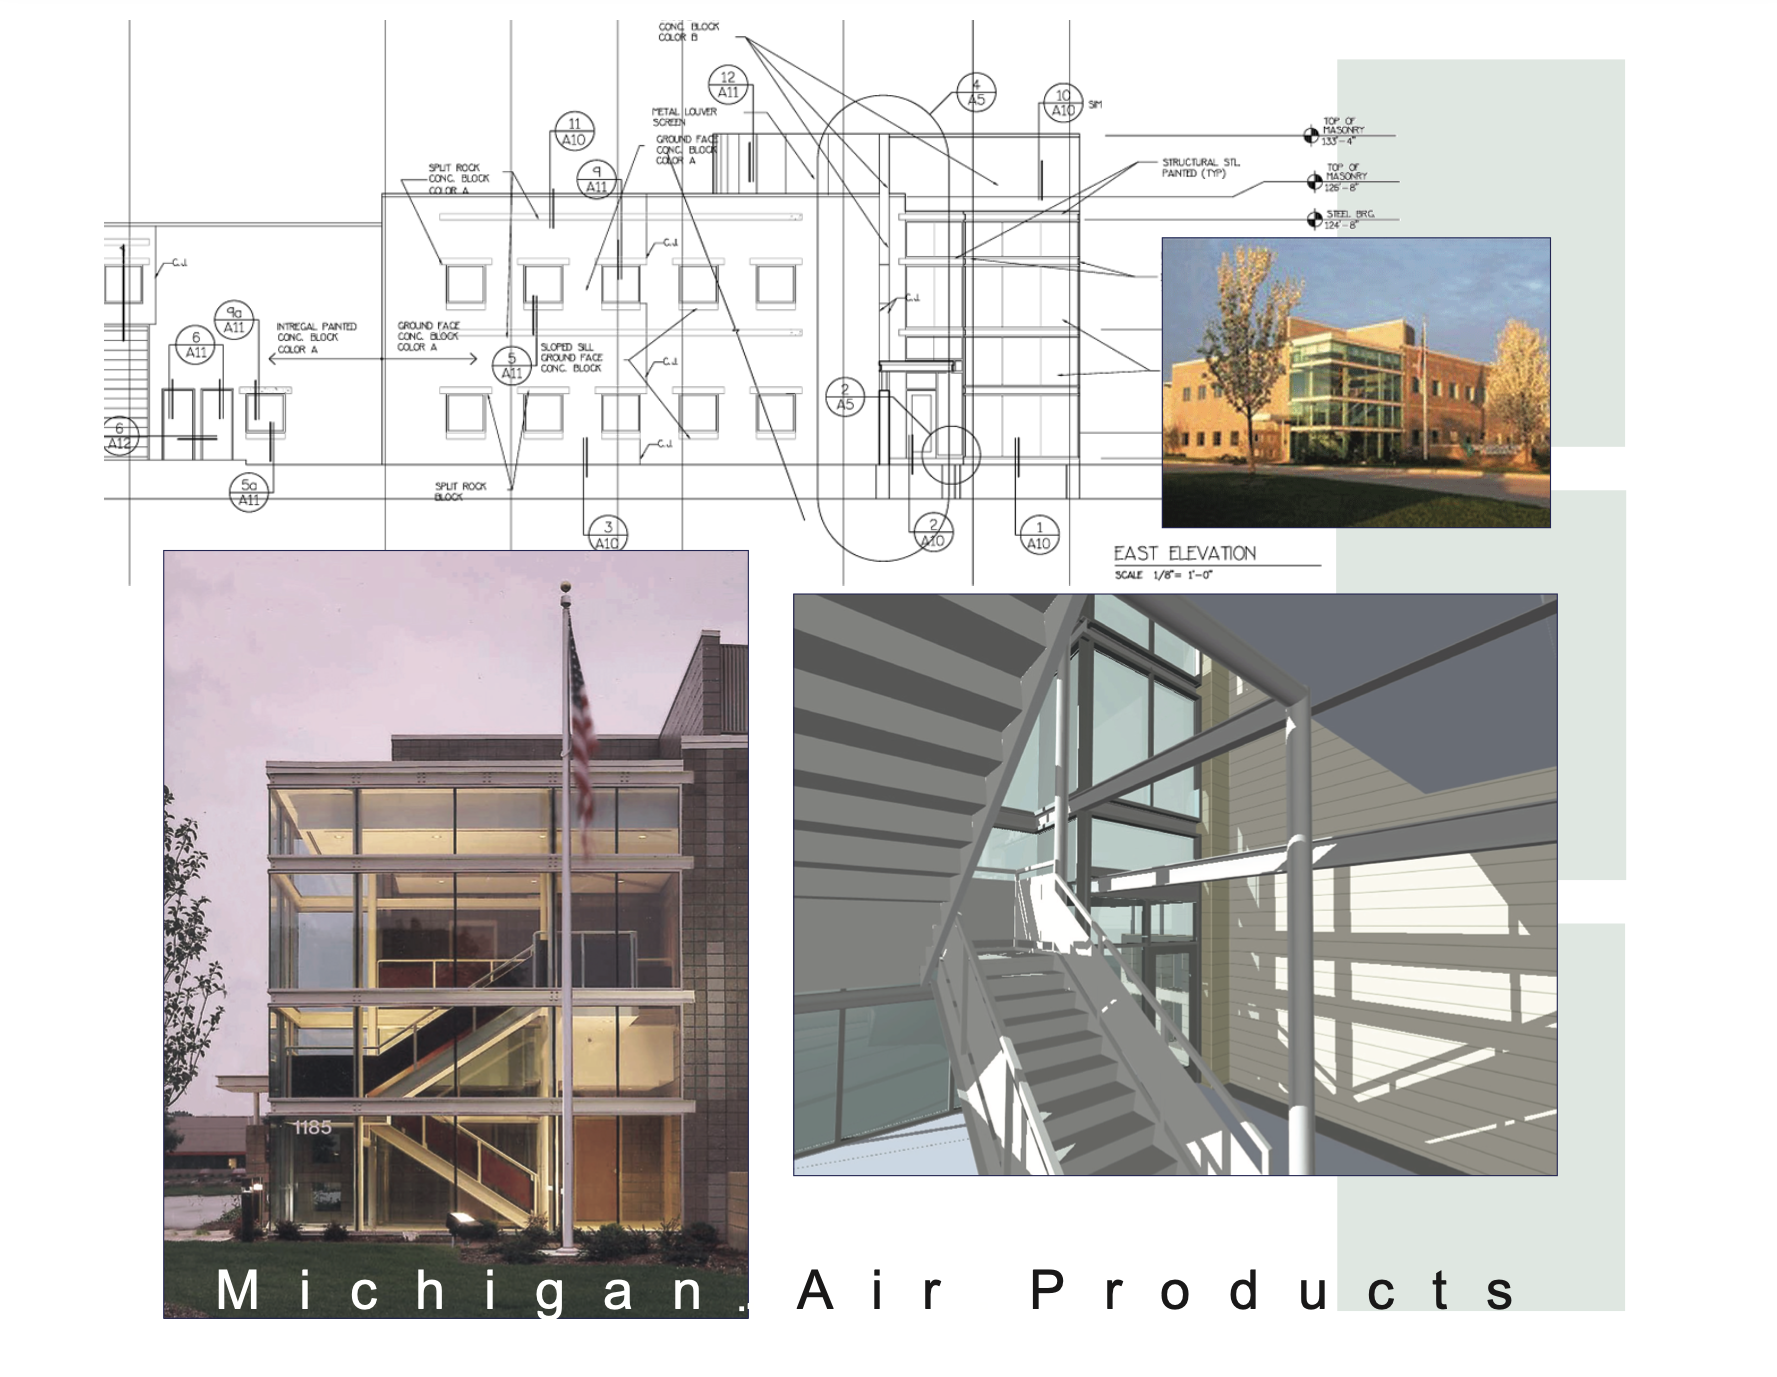 CONC. BLOCK
COLOR B
12
A11
4
A5
10
A10
SIM
METAL LOUVER
SCREEN
11
A10
GROUND FACE
CONC. BLOCK
COLOR A
TOP OF
MASONRY
133'-4"
SPLIT ROCK
CONC. BLOCK
COLOR A
9
A11
STRUCTURAL STL
PAINTED (TYP)
TOP OF
MASONRY
126'-8"
STEEL BRG.
124'-8"
C.J.
C.J.
C.J.
9a
A11
6
A11
INTREGAL PAINTED
CONC. BLOCK
COLOR A
GROUND FACE
CONC. BLOCK
COLOR A
5
A11
SLOPED SILL
GROUND FACE
CONC. BLOCK
C.J.
2
A5
6
A12
C.J.
5a
A11
SPLIT ROCK
BLOCK
3
A10
2
A10
1
A10
EAST ELEVATION
SCALE 1/8"= 1'-0"
1185
Michigan Air Products